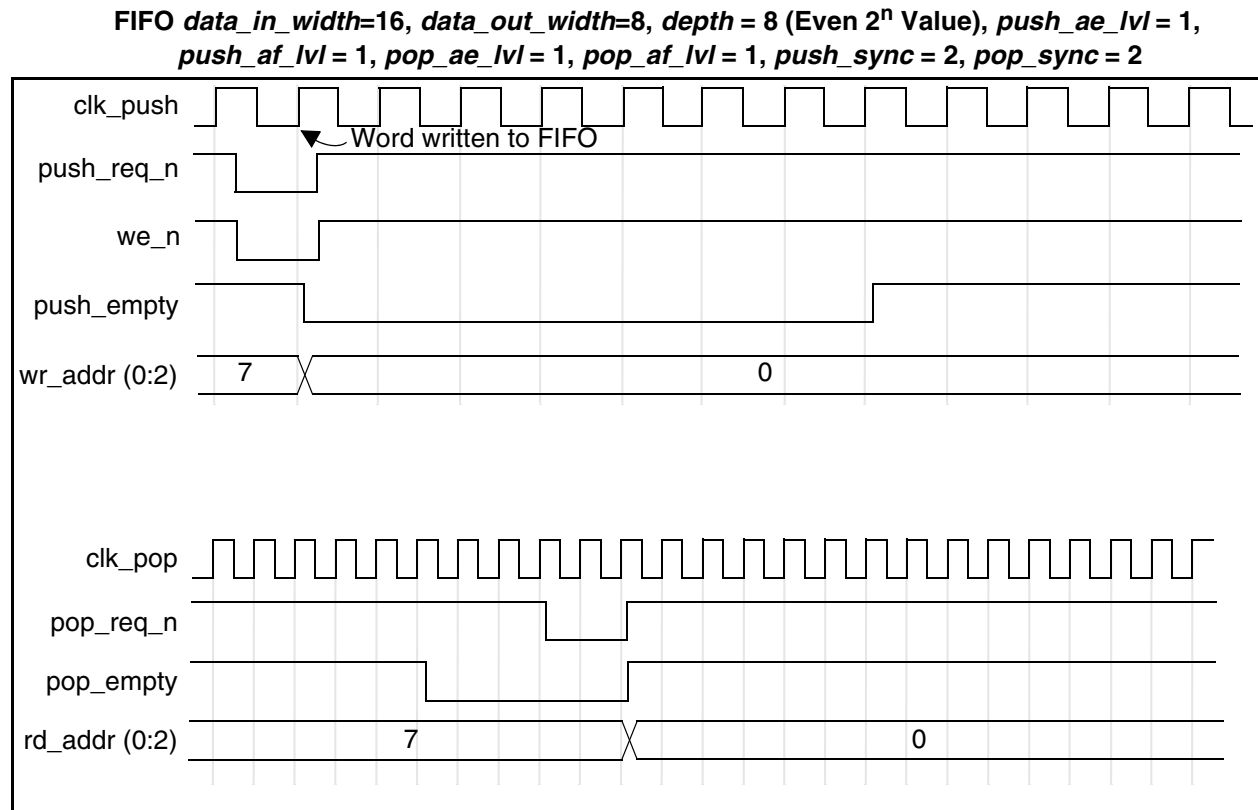 FIFO data_in_width=16, data_out_width=8, depth = 8 (Even 2ⁿ Value), push_ae_lvl = 1,
push_af_lvl = 1, pop_ae_lvl = 1, pop_af_lvl = 1, push_sync = 2, pop_sync = 2
clk_push
Word written to FIFO
push_req_n
we_n
push_empty
wr_addr (0:2) 7 0
clk_pop
pop_req_n
pop_empty
rd_addr (0:2) 7 0